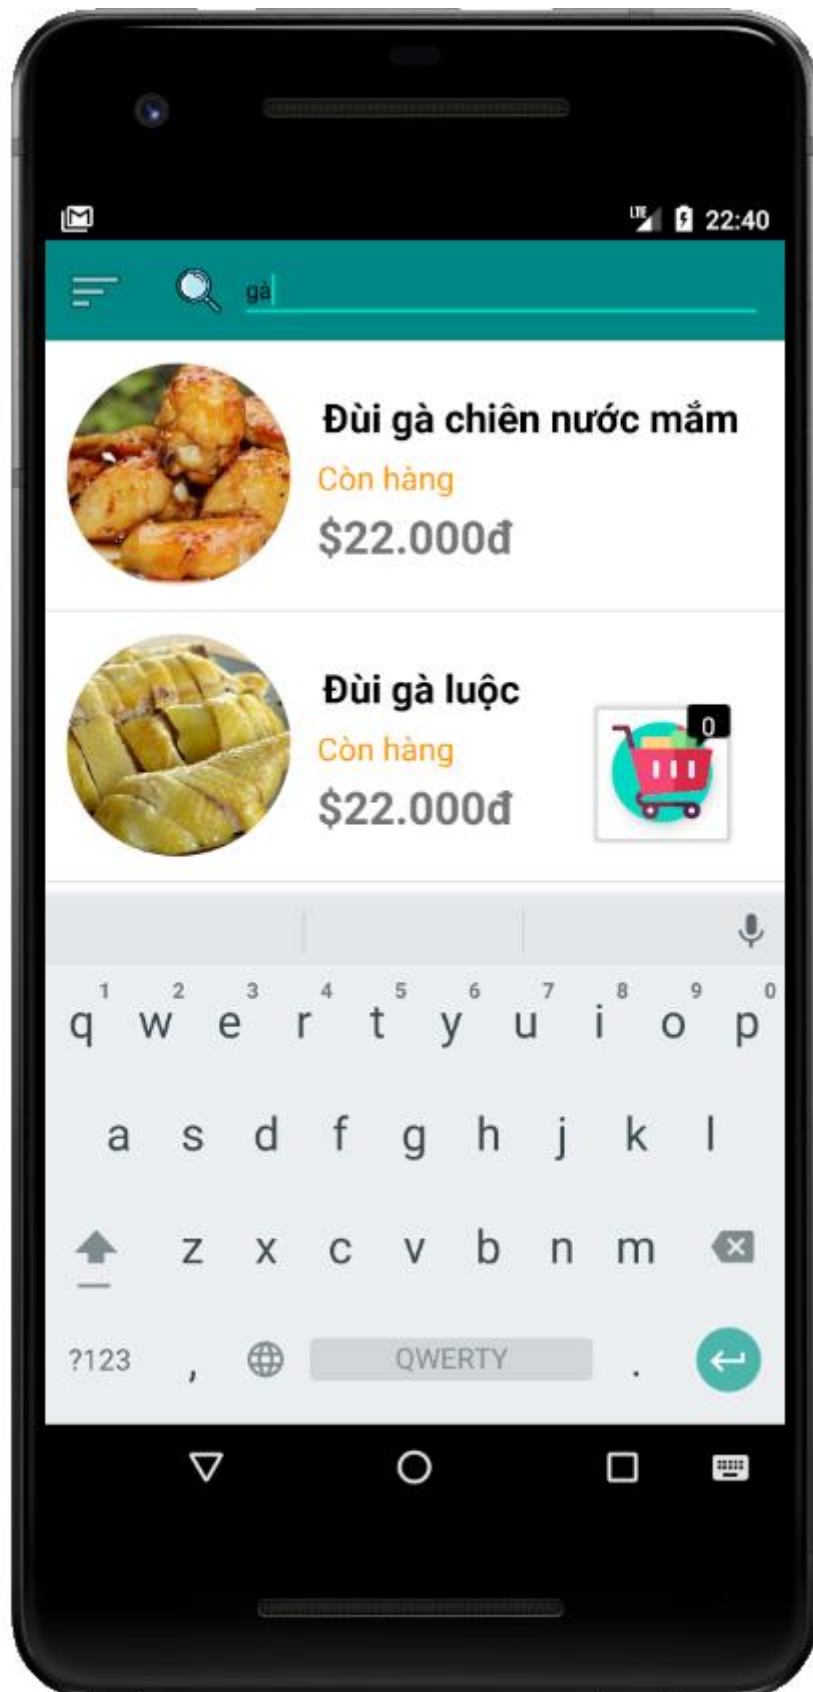 LTE 22:40
gà
Đùi gà chiên nước mắm
Còn hàng
$22.000đ
Đùi gà luộc
Còn hàng
$22.000đ
0
1 2 3 4 5 6 7 8 9 0
q w e r t y u i o p
a s d f g h j k l
z x c v b n m
?123 , QWERTY .